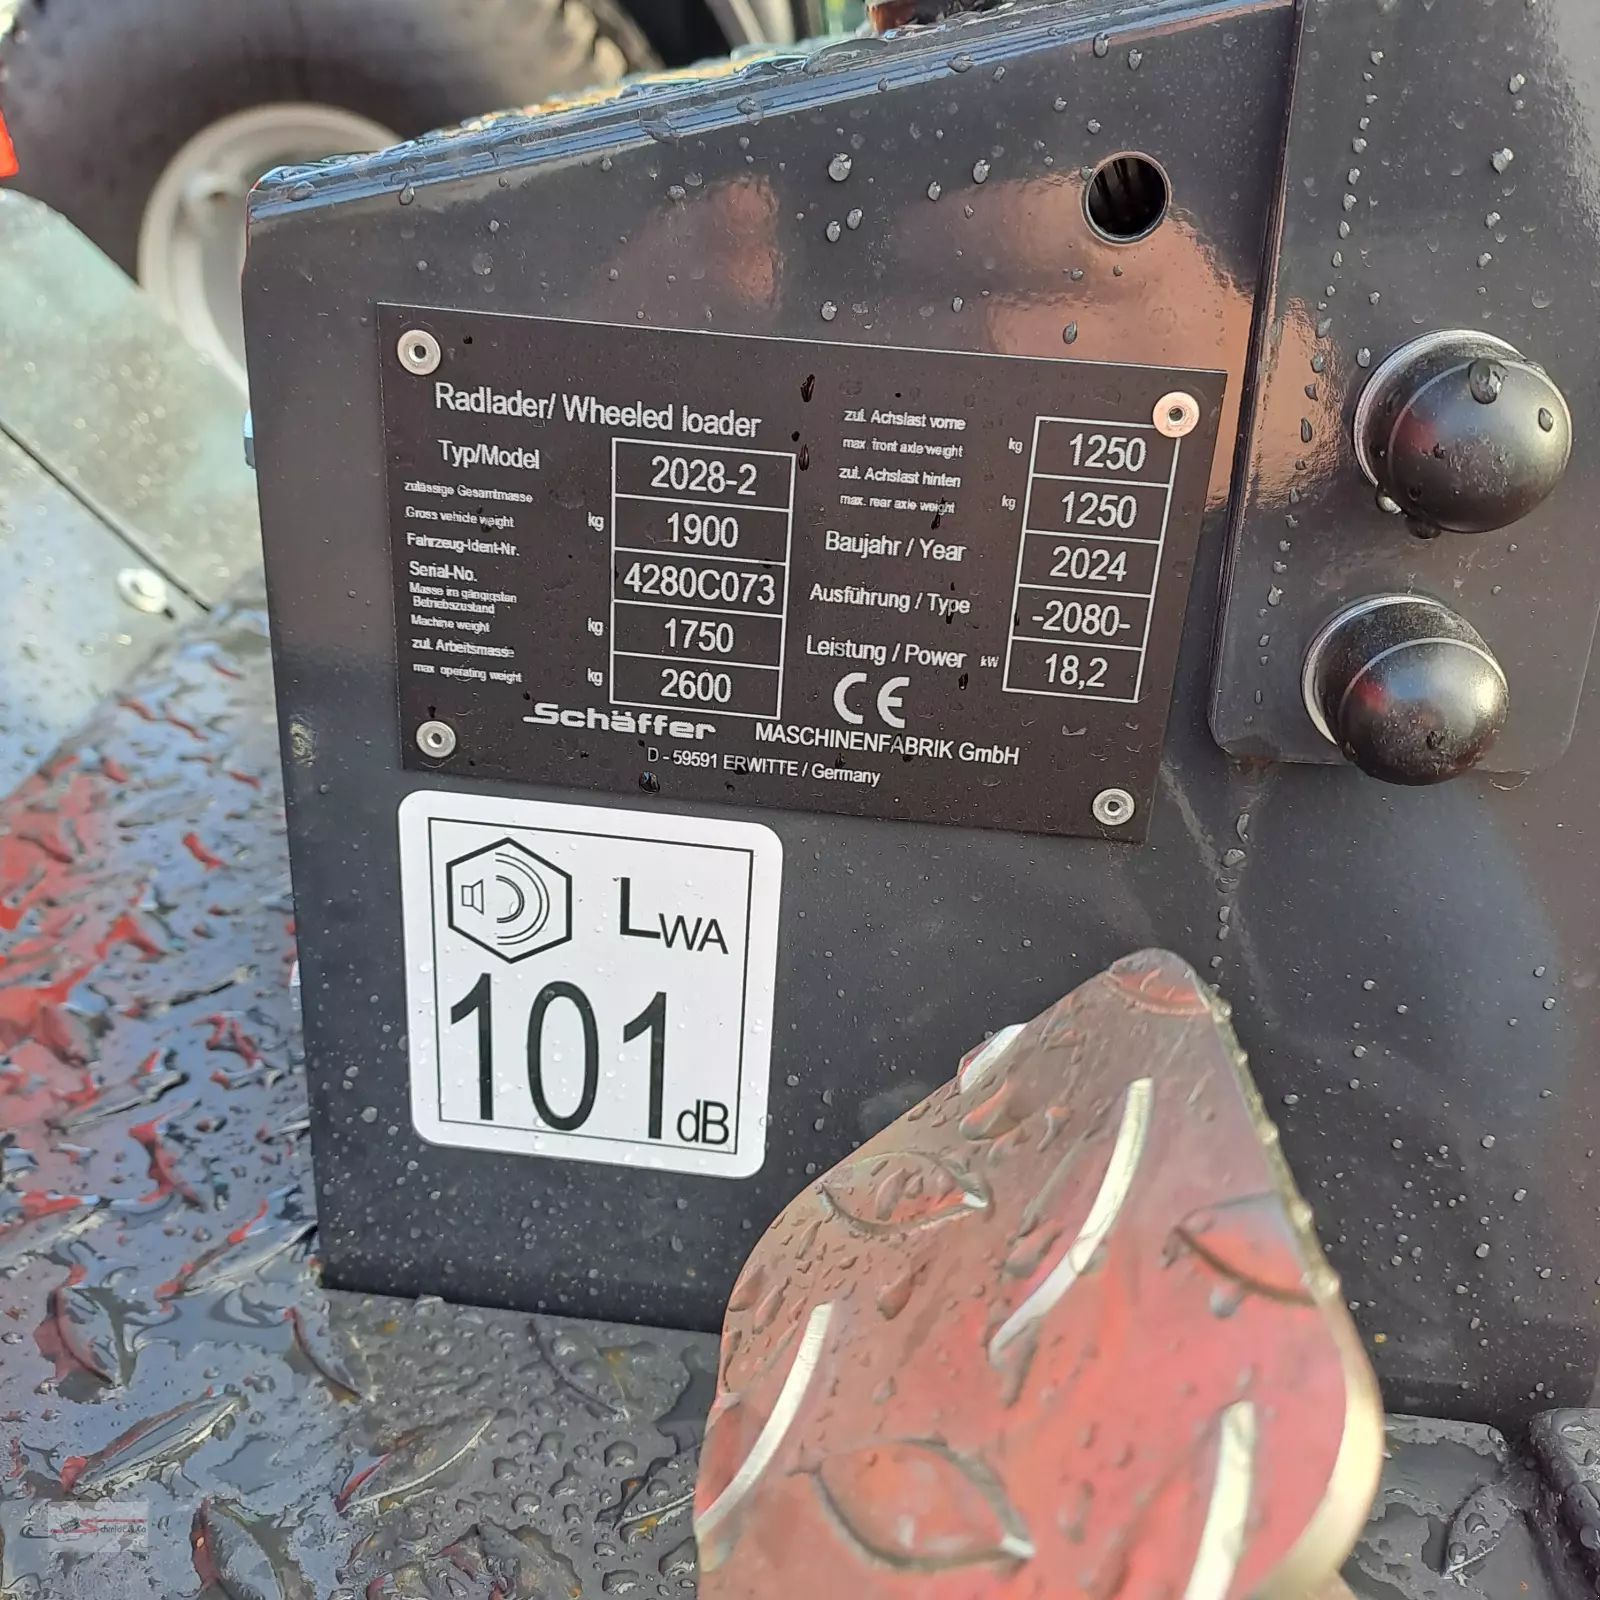 Radlader/ Wheeled loader
Typ/Model 2028-2
zulässige Gesamtmasse
Gross vehicle weight kg 1900
Fahrzeug-Ident-Nr.
Serial-No. 4280C073
Masse im gängigsten
Betriebszustand
Machine weight kg 1750
zul. Arbeitsmasse
max operating weight kg 2600
zul. Achslast vorne
max. front axle weight kg 1250
zul. Achslast hinten
max. rear axle weight kg 1250
Baujahr / Year 2024
Ausführung / Type -2080-
Leistung / Power kW 18,2
CE
Schäffer MASCHINENFABRIK GmbH
D - 59591 ERWITTE / Germany
LWA
101 dB
Schmidt & Co